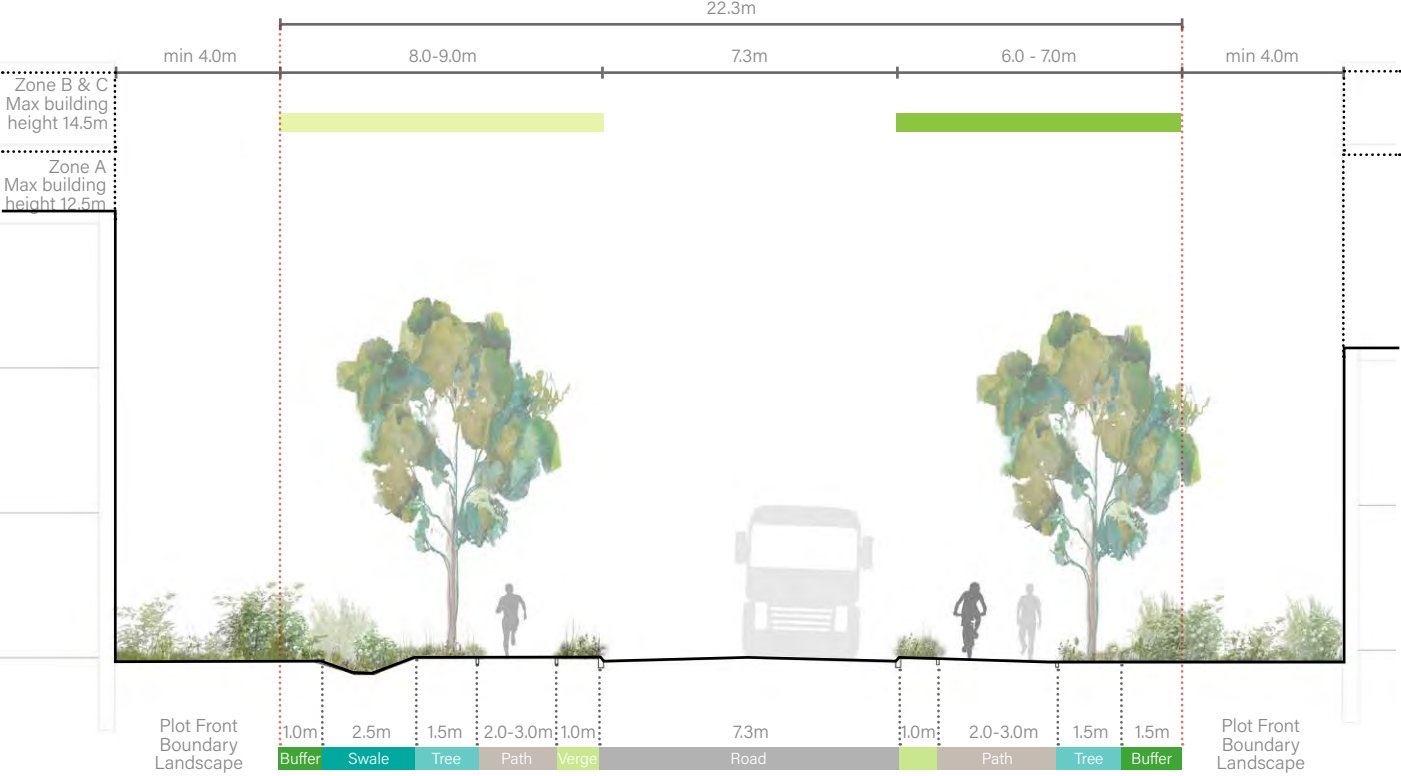 22.3m
min 4.0m
8.0-9.0m
7.3m
6.0 - 7.0m
min 4.0m
Zone B & C
Max building
height 14.5m
Zone A
Max building
height 12.5m
Plot Front
Boundary
Landscape
1.0m
2.5m
1.5m
2.0-3.0m
1.0m
7.3m
1.0m
2.0-3.0m
1.5m
1.5m
Buffer
Swale
Tree
Path
Verge
Road
Path
Tree
Buffer
Plot Front
Boundary
Landscape